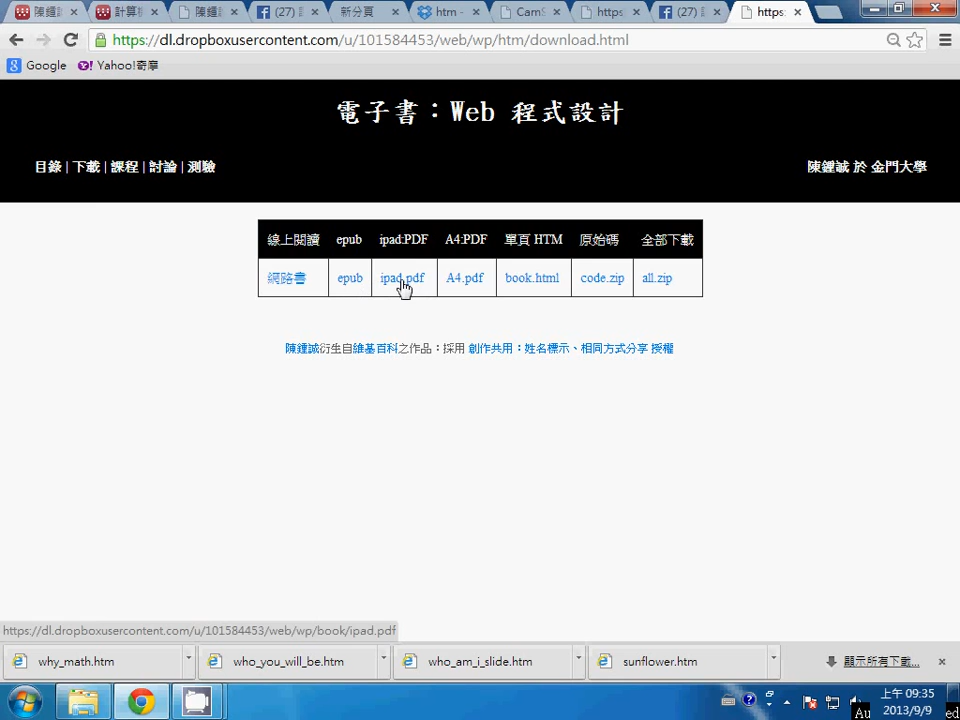 陳鍾
計算
陳鍾
(27)
新分頁
htm -
Cam
https
(27)
https:
https://dl.dropboxusercontent.com/u/101584453/web/wp/htm/download.html
Google Yahoo!奇摩
電子書：Web 程式設計
目錄 | 下載 | 課程 | 討論 | 測驗
陳鍾誠 於 金門大學
線上閱讀 epub ipad:PDF A4:PDF 單頁 HTM 原始碼 全部下載
網路書 epub ipad.pdf A4.pdf book.html code.zip all.zip
陳鍾誠衍生自維基百科之作品：採用 創作共用：姓名標示、相同方式分享 授權
https://dl.dropboxusercontent.com/u/101584453/web/wp/book/ipad.pdf
why_math.htm who_you_will_be.htm who_am_i_slide.htm sunflower.htm 顯示所有下載...
上午 09:35
2013/9/9
Au ed